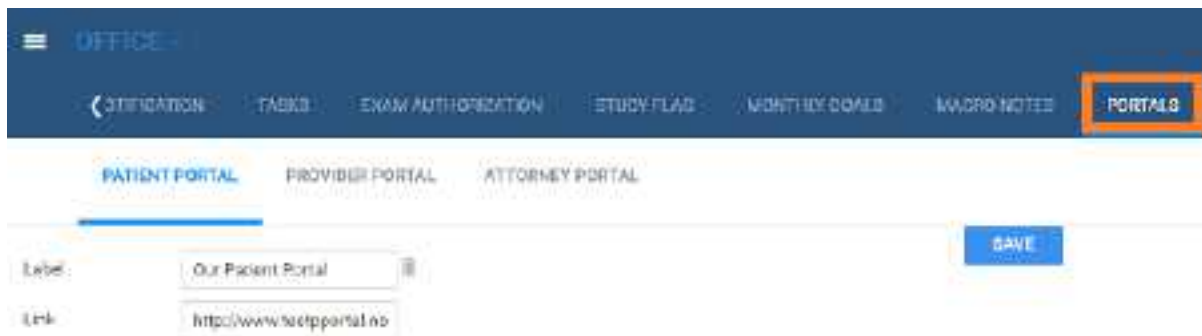 OFFICE
OTIFICATION TASKS EXAM AUTHORIZATION STUDY FLAG MONTHLY GOALS MACRO NOTES PORTALS
PATIENT PORTAL PROVIDER PORTAL ATTORNEY PORTAL
SAVE
Label Our Patient Portal
Link http://www.testpportal.no